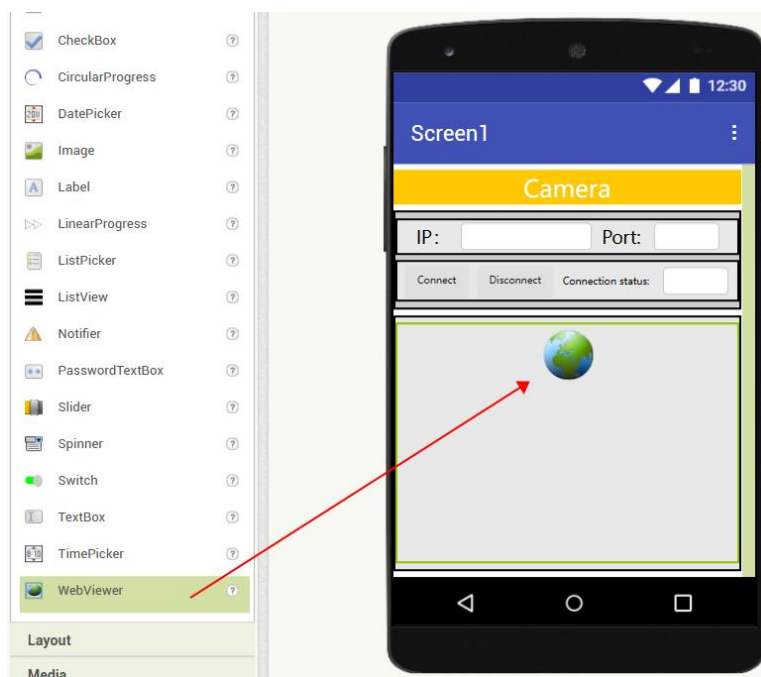 CheckBox ?
CircularProgress ?
DatePicker ?
Image ?
A Label ?
LinearProgress ?
ListPicker ?
ListView ?
Notifier ?
PasswordTextBox ?
Slider ?
Spinner ?
Switch ?
TextBox ?
TimePicker ?
WebViewer ?
Layout
Media
12:30
Screen1
Camera
IP: Port:
Connect Disconnect Connection status: